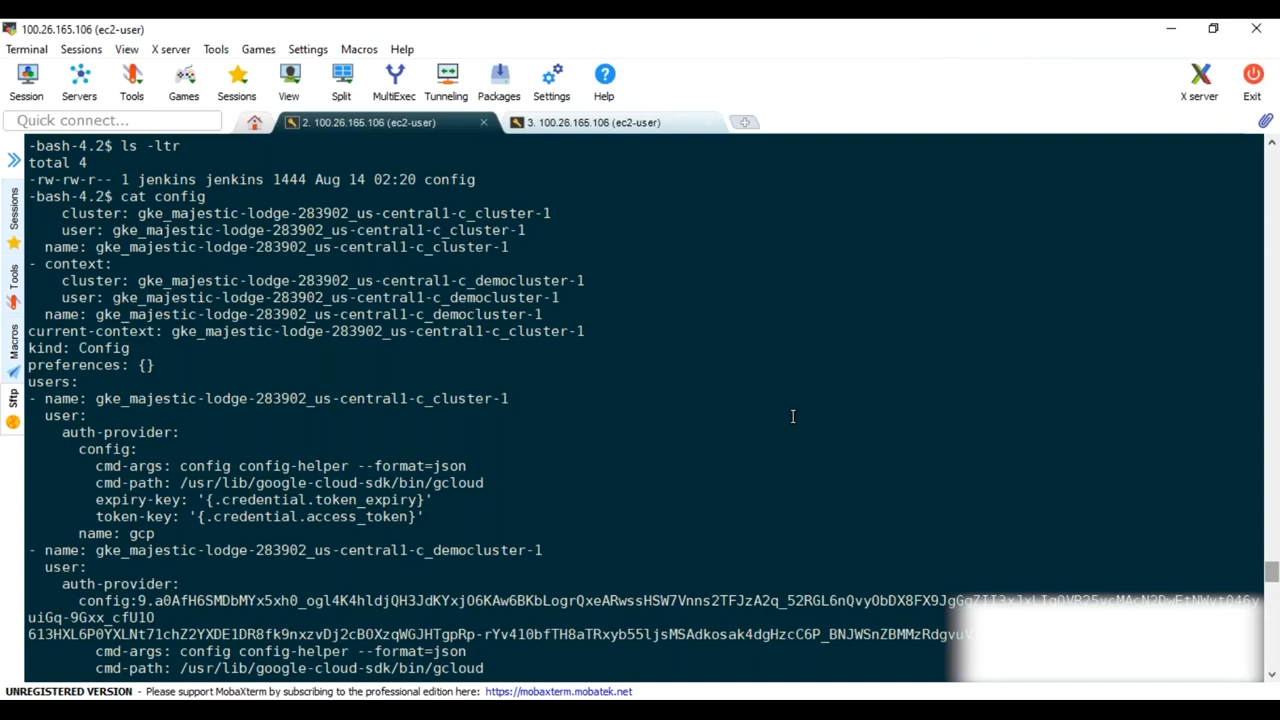 100.26.165.106 (ec2-user)
Terminal Sessions View X server Tools Games Settings Macros Help
Session Servers Tools Games Sessions View Split MultiExec Tunneling Packages Settings Help X server Exit
Quick connect... 2. 100.26.165.106 (ec2-user) 3. 100.26.165.106 (ec2-user)
Sessions
Tools
Macros
Sftp
-bash-4.2$ ls -ltr
total 4
-rw-rw-r-- 1 jenkins jenkins 1444 Aug 14 02:20 config
-bash-4.2$ cat config
cluster: gke_majestic-lodge-283902_us-central1-c_cluster-1
user: gke_majestic-lodge-283902_us-central1-c_cluster-1
name: gke_majestic-lodge-283902_us-central1-c_cluster-1
- context:
cluster: gke_majestic-lodge-283902_us-central1-c_democluster-1
user: gke_majestic-lodge-283902_us-central1-c_democluster-1
name: gke_majestic-lodge-283902_us-central1-c_democluster-1
current-context: gke_majestic-lodge-283902_us-central1-c_cluster-1
kind: Config
preferences: {}
users:
- name: gke_majestic-lodge-283902_us-central1-c_cluster-1
user:
auth-provider:
config:
cmd-args: config config-helper --format=json
cmd-path: /usr/lib/google-cloud-sdk/bin/gcloud
expiry-key: '{.credential.token_expiry}'
token-key: '{.credential.access_token}'
name: gcp
- name: gke_majestic-lodge-283902_us-central1-c_democluster-1
user:
auth-provider:
config:
uiGq-9Gxx_cfU1O
cmd-args: config config-helper --format=json
cmd-path: /usr/lib/google-cloud-sdk/bin/gcloud
UNREGISTERED VERSION - Please support MobaXterm by subscribing to the professional edition here: https://mobaxterm.mobatek.net